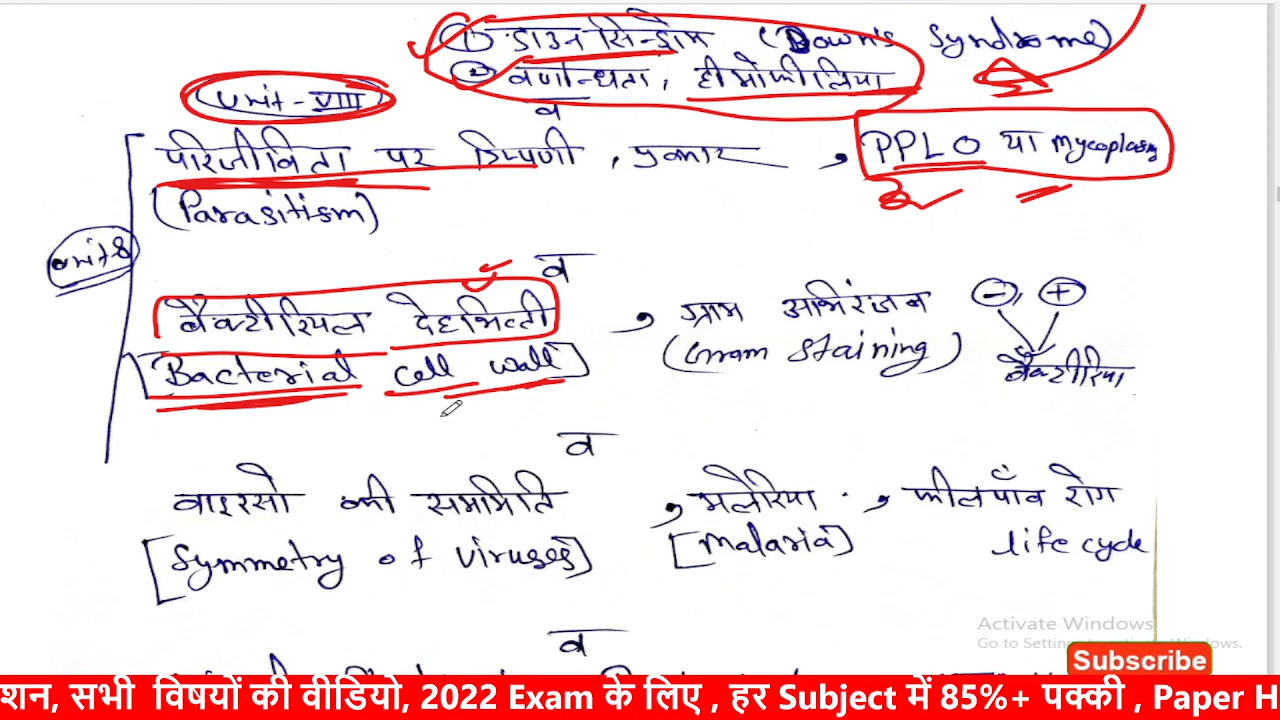 ① डाउन सिन्ड्रोम (Down's Syndrome)
② वर्णान्धता, हीमोफीलिया
Unit-VIII
व
परिजीविता पर टिप्पणी, प्रकार, PPLO या Mycoplasma
(Parasitism)
Unit 8
व
बैक्टीरियल देहभित्ती, ग्राम अभिरंजन -, +
[Bacterial cell wall] (Gram Staining) बैक्टीरिया
व
वाइरसो की सममिति, मलेरिया, फीलपाँव रोग
[Symmetry of viruses] [Malaria] life cycle
Activate Windows
व
Subscribe
शन, सभी विषयों की वीडियो, 2022 Exam के लिए , हर Subject में 85%+ पक्की , Paper H